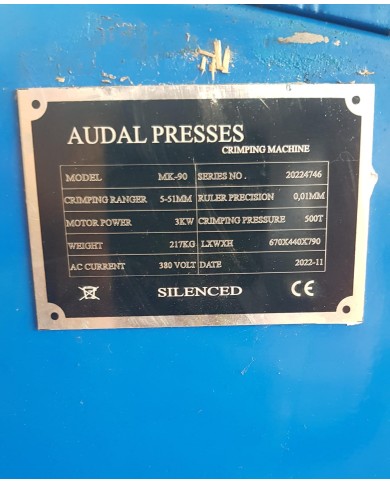 AUDAL PRESSES
CRIMPING MACHINE
MODEL MK-90 SERIES NO. 20224746
CRIMPING RANGER 5-51MM RULER PRECISION 0,01MM
MOTOR POWER 3KW CRIMPING PRESSURE 500T
WEIGHT 217KG LXWXH 670X440X790
AC CURRENT 380 VOLT DATE 2022-11
SILENCED CE